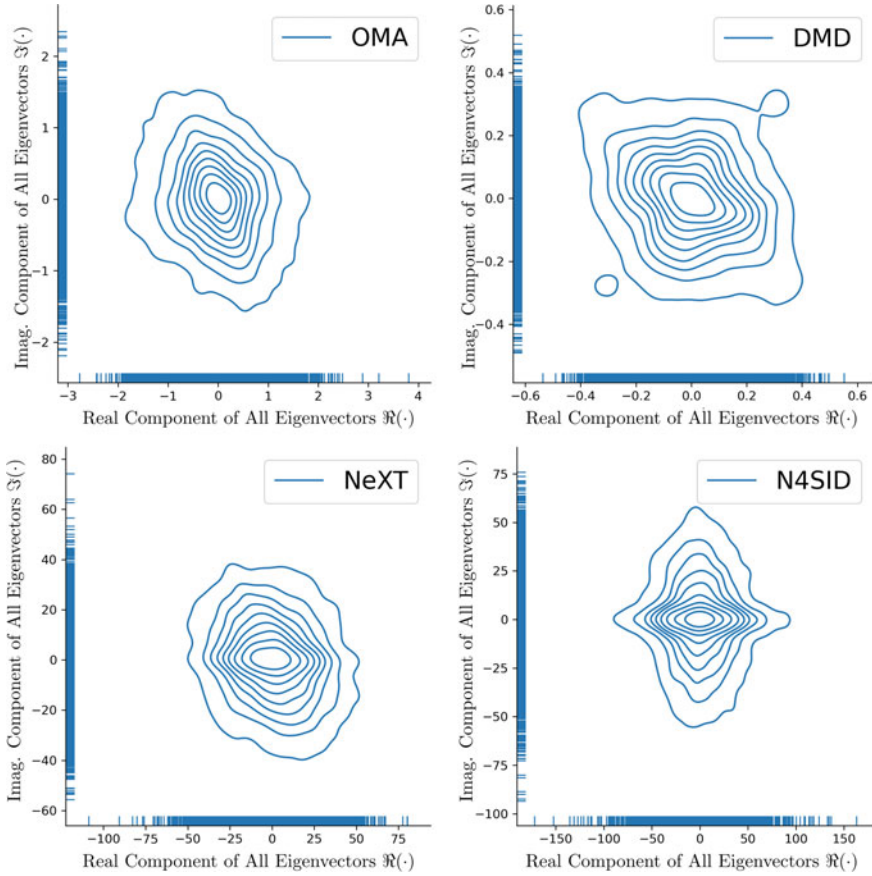 OMA
2
1
0
−1
−2
Imag. Component of All Eigenvectors ℑ(·)
−3 −2 −1 0 1 2 3 4
Real Component of All Eigenvectors ℜ(·)
DMD
0.6
0.4
0.2
0.0
−0.2
−0.4
Imag. Component of All Eigenvectors ℑ(·)
−0.6 −0.4 −0.2 0.0 0.2 0.4 0.6
Real Component of All Eigenvectors ℜ(·)
NeXT
80
60
40
20
0
−20
−40
−60
Imag. Component of All Eigenvectors ℑ(·)
−100 −75 −50 −25 0 25 50 75
Real Component of All Eigenvectors ℜ(·)
N4SID
75
50
25
0
−25
−50
−75
−100
Imag. Component of All Eigenvectors ℑ(·)
−150 −100 −50 0 50 100 150
Real Component of All Eigenvectors ℜ(·)